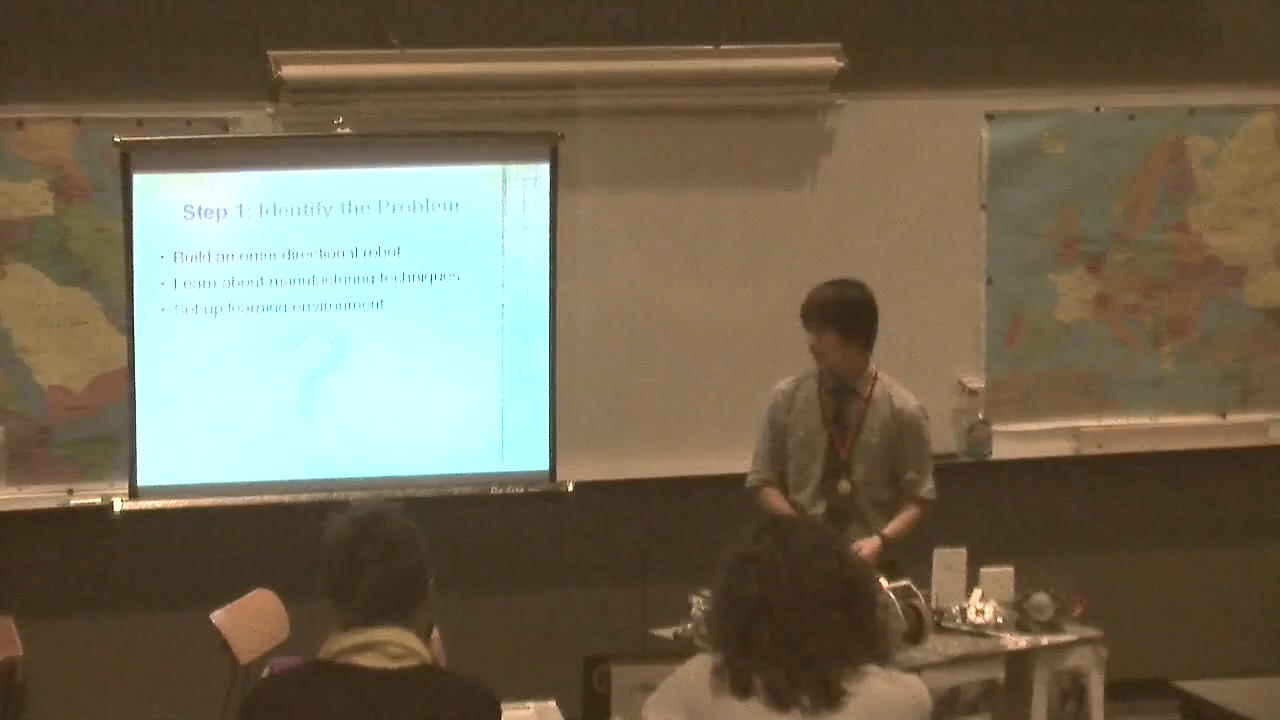 Step 1: Identify the Problem
• Build an omni directional robot
• Learn about manufacturing techniques
• Set up learning environment